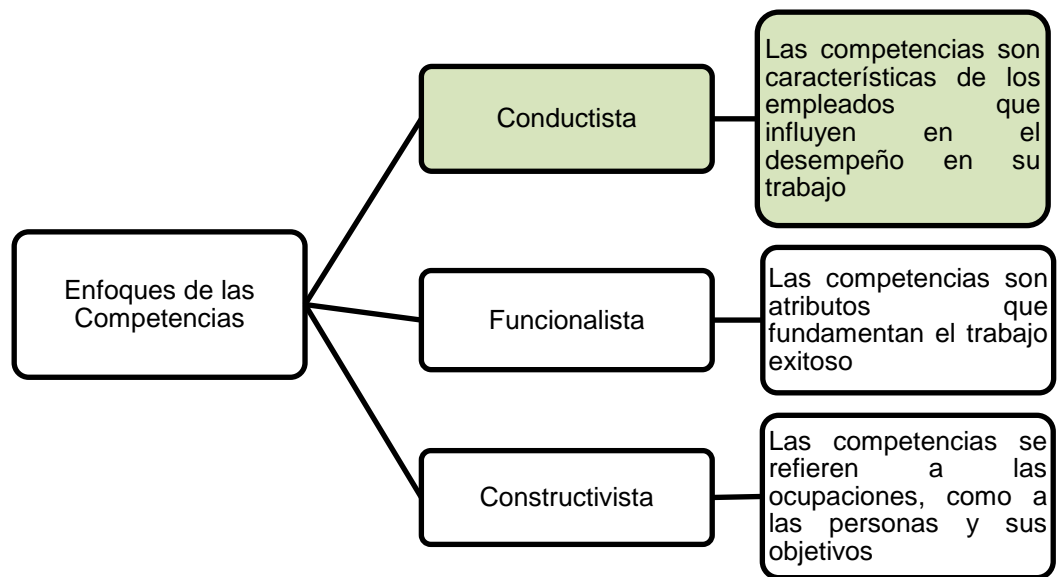 Enfoques de las
Competencias
Conductista
Las competencias son
características de los
empleados que
influyen en el
desempeño en su
trabajo
Funcionalista
Las competencias son
atributos que
fundamentan el trabajo
exitoso
Constructivista
Las competencias se
refieren a las
ocupaciones, como a
las personas y sus
objetivos